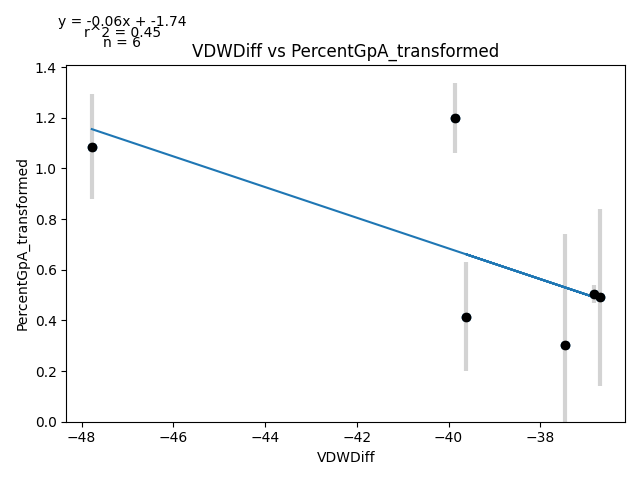 y = -0.06x + -1.74
r^2 = 0.45
n = 6
VDWDiff vs PercentGpA_transformed
1.4
1.2
1.0
0.8
0.6
0.4
0.2
0.0
PercentGpA_transformed
−48 −46 −44 −42 −40 −38
VDWDiff